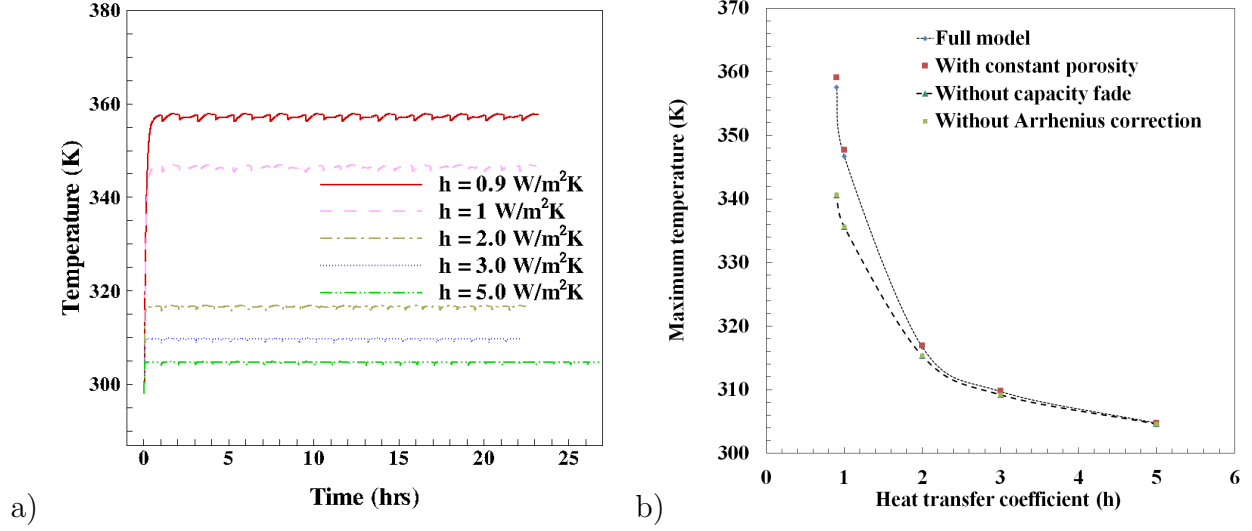 380
360
340
320
300
Temperature (K)
h = 0.9 W/m²K
h = 1 W/m²K
h = 2.0 W/m²K
h = 3.0 W/m²K
h = 5.0 W/m²K
0 5 10 15 20 25
Time (hrs)
a)
370
360
350
340
330
320
310
300
Maximum temperature (K)
Full model
With constant porosity
Without capacity fade
Without Arrhenius correction
0 1 2 3 4 5 6
Heat transfer coefficient (h)
b)